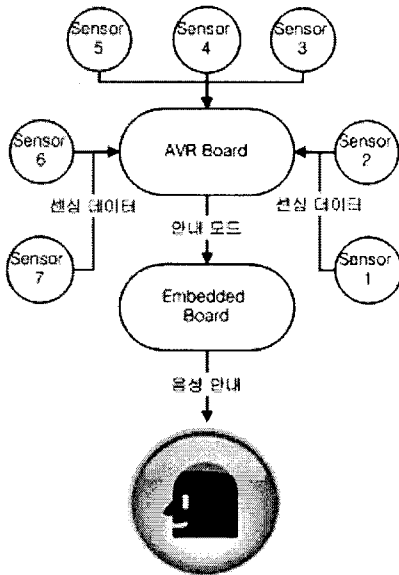 Sensor
5
Sensor
4
Sensor
3
Sensor
6
AVR Board
Sensor
2
센싱 데이터
센싱 데이터
안내 모드
Sensor
7
Embedded
Board
Sensor
1
음성 안내